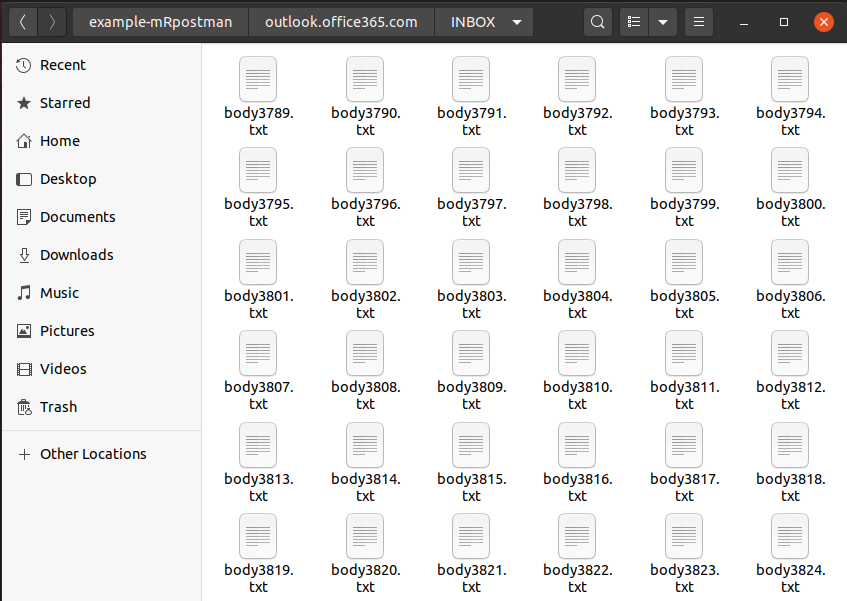 example-mRpostman outlook.office365.com INBOX
Recent
Starred
Home
Desktop
Documents
Downloads
Music
Pictures
Videos
Trash
Other Locations
body3789. body3790. body3791. body3792. body3793. body3794.
txt txt txt txt txt txt
body3795. body3796. body3797. body3798. body3799. body3800.
txt txt txt txt txt txt
body3801. body3802. body3803. body3804. body3805. body3806.
txt txt txt txt txt txt
body3807. body3808. body3809. body3810. body3811. body3812.
txt txt txt txt txt txt
body3813. body3814. body3815. body3816. body3817. body3818.
txt txt txt txt txt txt
body3819. body3820. body3821. body3822. body3823. body3824.
txt txt txt txt txt txt